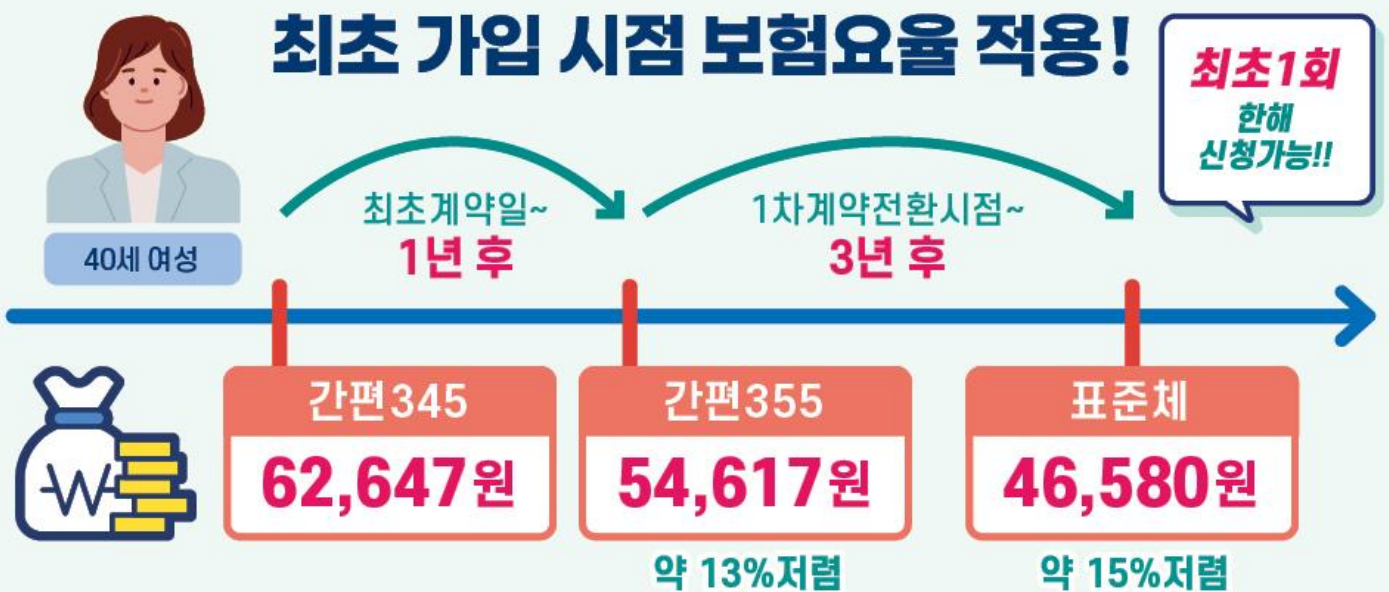 최초 가입 시점 보험요율 적용!
최초1회
한해
신청가능!!
최초계약일~
1년 후
1차계약전환시점~
3년 후
40세 여성
간편345
62,647원
간편355
54,617원
약 13%저렴
표준체
46,580원
약 15%저렴
W